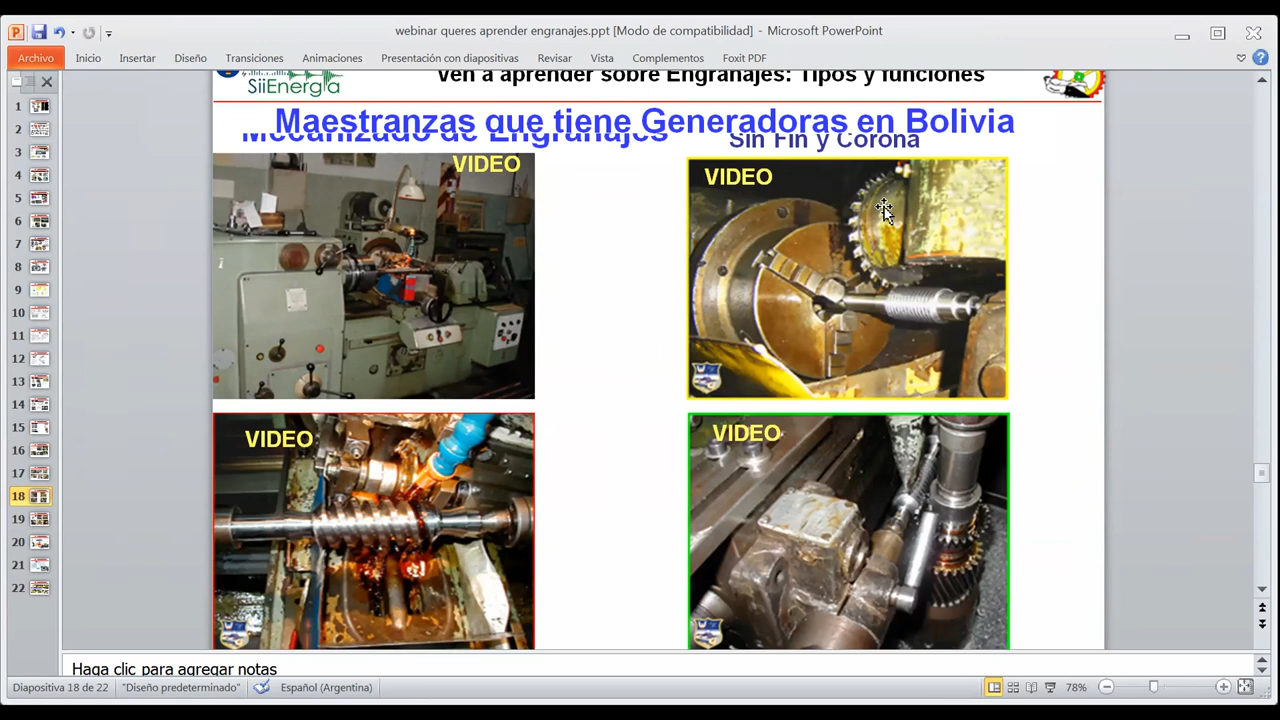 webinar queres aprender engranajes.ppt [Modo de compatibilidad] - Microsoft PowerPoint
Archivo Inicio Insertar Diseño Transiciones Animaciones Presentación con diapositivas Revisar Vista Complementos Foxit PDF
SiiEnergía
Ven a aprender sobre Engranajes: Tipos y funciones
Maestranzas que tiene Generadoras en Bolivia
Mecanizado de Engranajes
Sin Fin y Corona
VIDEO
VIDEO
VIDEO
VIDEO
1
2
3
4
5
6
7
8
9
10
11
12
13
14
15
16
17
18
19
20
21
22
Haga clic para agregar notas
Diapositiva 18 de 22 "Diseño predeterminado" Español (Argentina) 78%